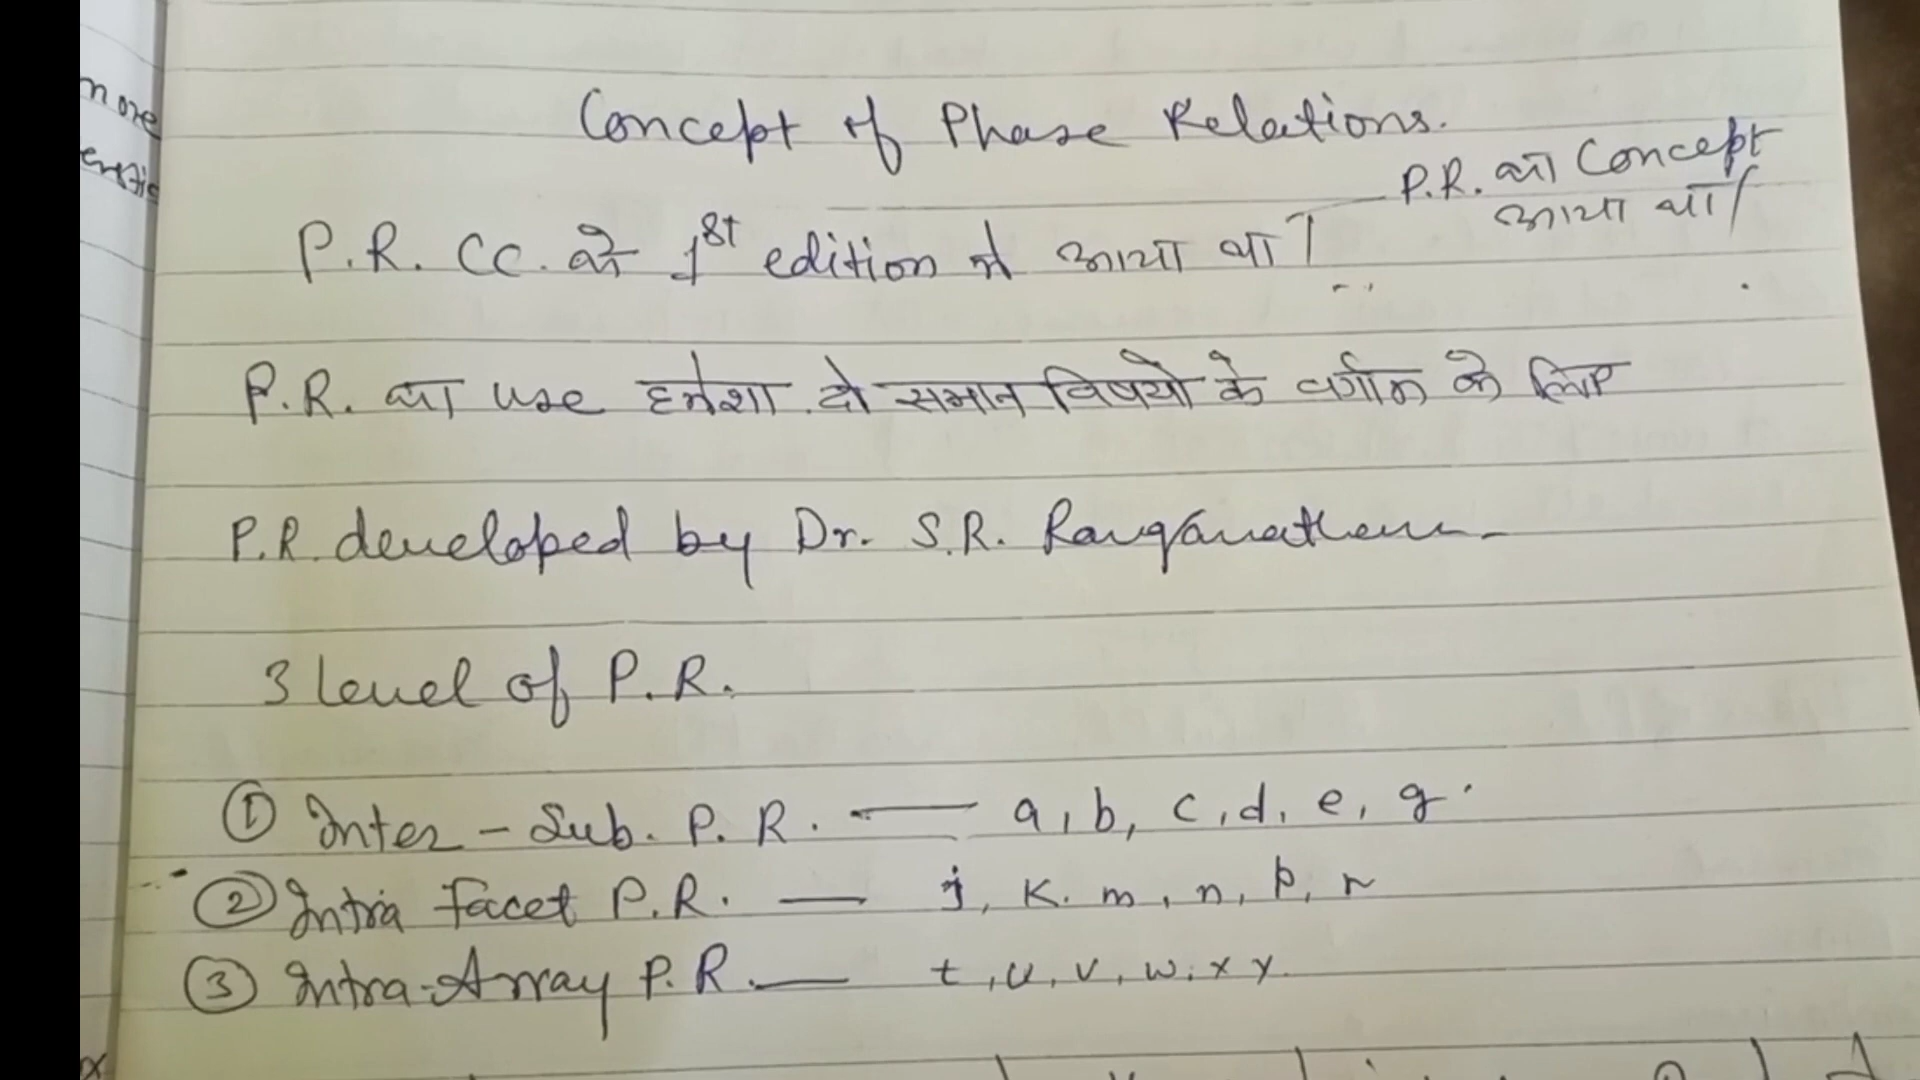 more
Concept of Phase Relations.
P.R. का Concept
आया था।
P.R. CC. के 1st edition में आया था।
P.R. का use हमेशा दो समान विषयो के वर्गीकरण के लिए
P.R. developed by Dr. S.R. Ranganathan
3 level of P.R.
① Inter - Sub. P. R. — a, b, c, d, e, g.
② Intra Facet P.R. — j, K. m, n, p, r
③ Intra-Array P.R. — t, u, v, w, x y.